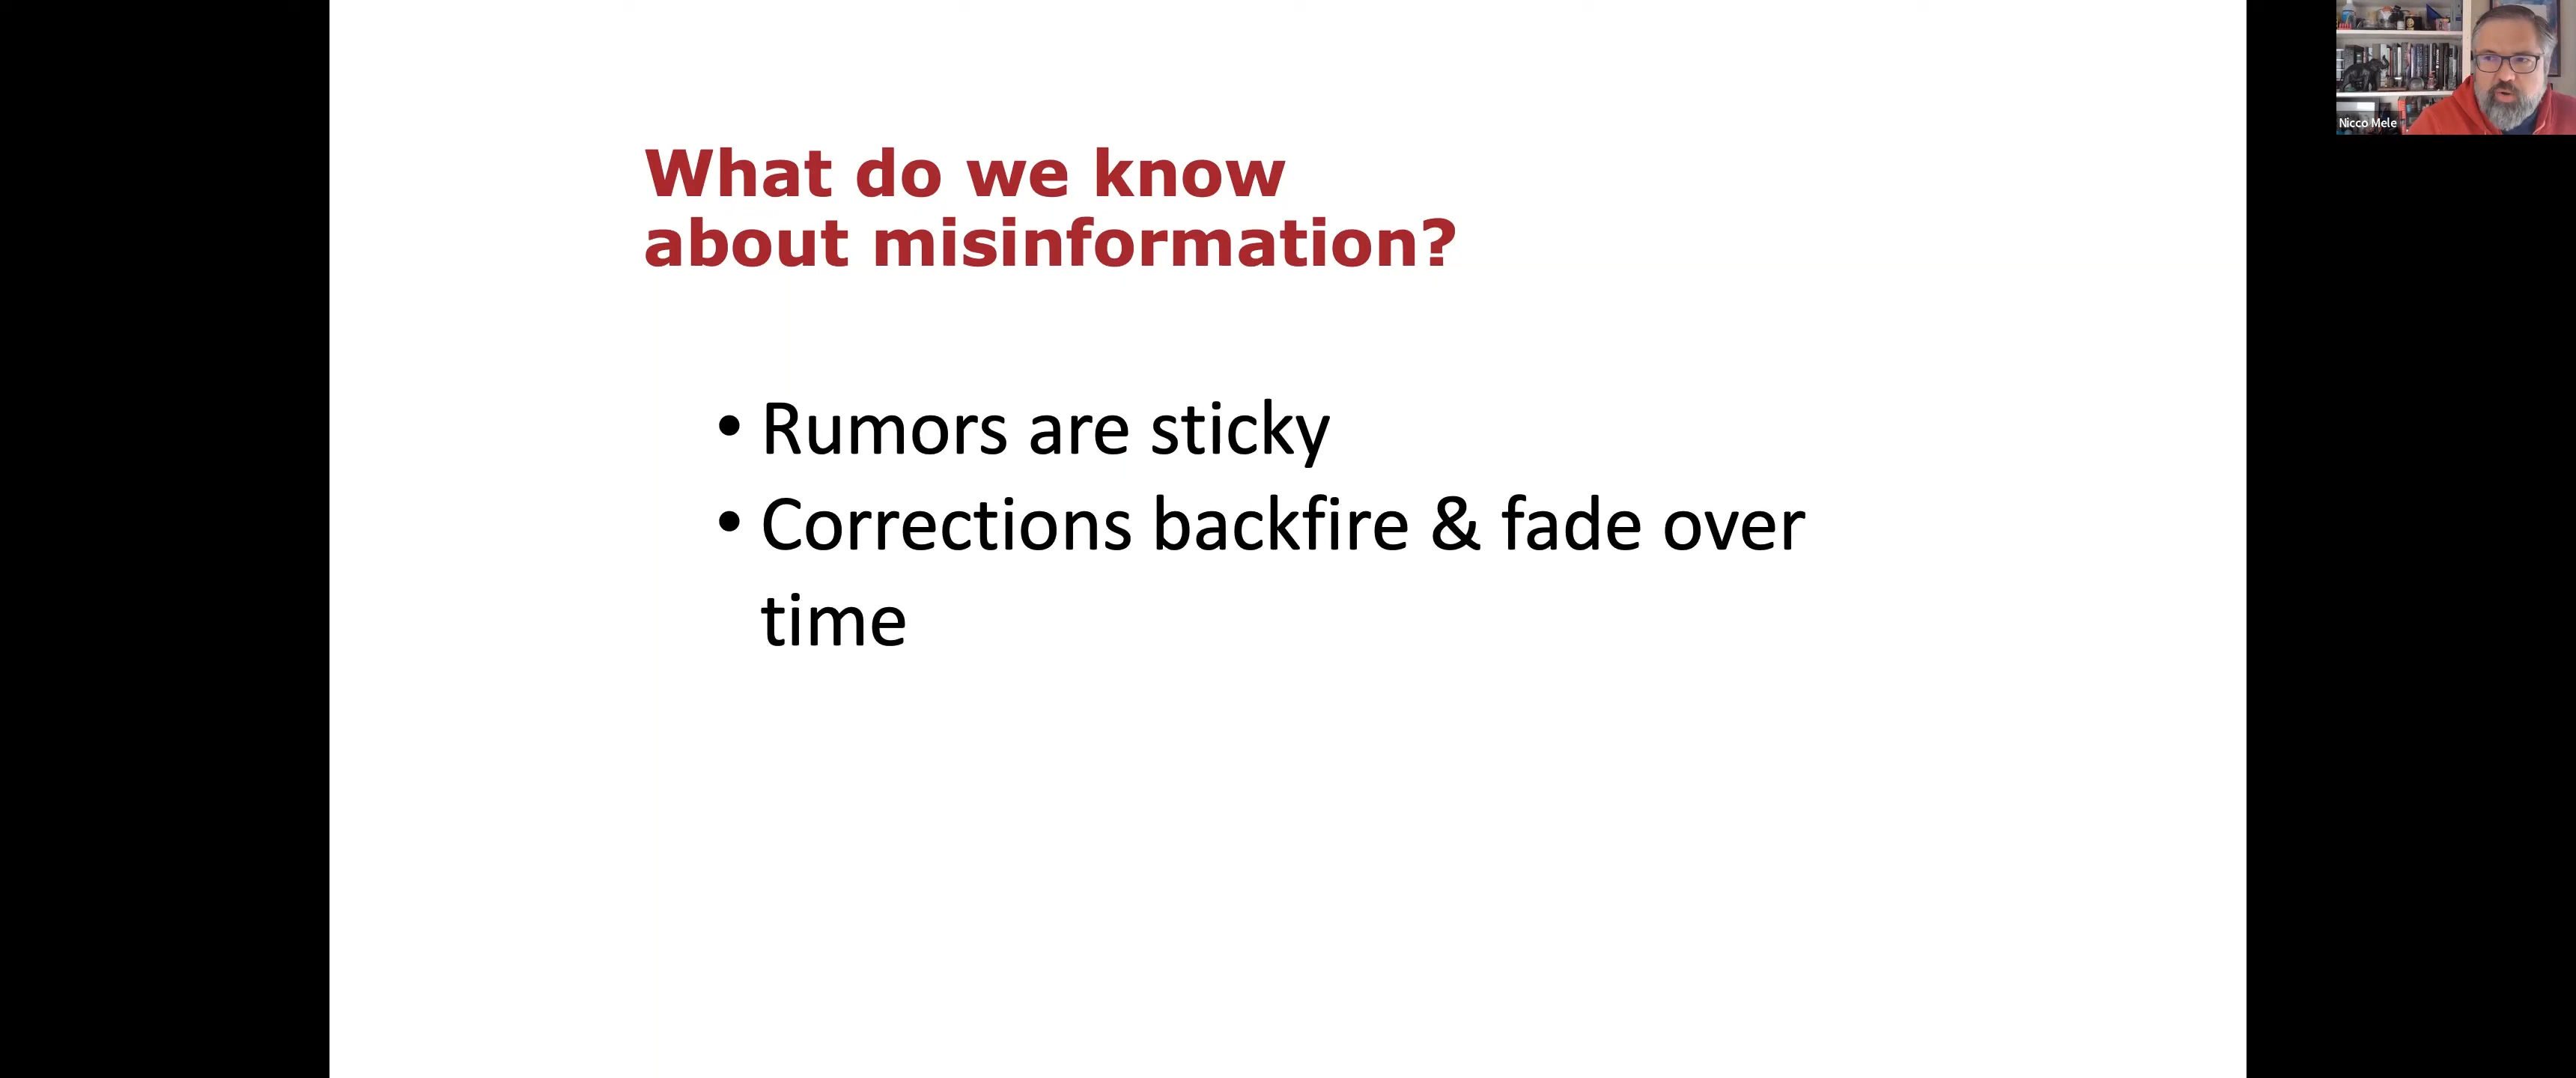 What do we know
about misinformation?
• Rumors are sticky
• Corrections backfire & fade over
time
Nicco Mele